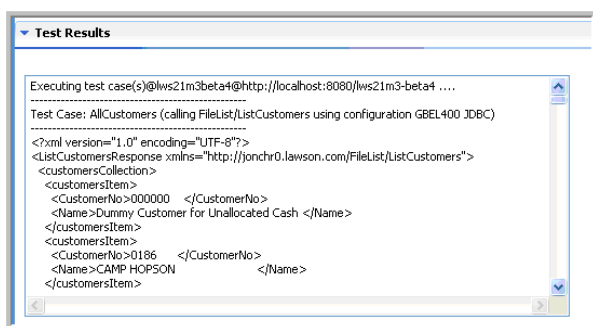 Test Results
Executing test case(s)@lws21m3beta4@http://localhost:8080/lws21m3-beta4 ....
--------------------------------------------------
Test Case: AllCustomers (calling FileList/ListCustomers using configuration GBEL400 JDBC)
--------------------------------------------------
<?xml version="1.0" encoding="UTF-8"?>
<ListCustomersResponse xmlns="http://jonchr0.lawson.com/FileList/ListCustomers">
<customersCollection>
<customersItem>
<CustomerNo>000000    </CustomerNo>
<Name>Dummy Customer for Unallocated Cash </Name>
</customersItem>
<customersItem>
<CustomerNo>0186      </CustomerNo>
<Name>CAMP HOPSON                         </Name>
</customersItem>